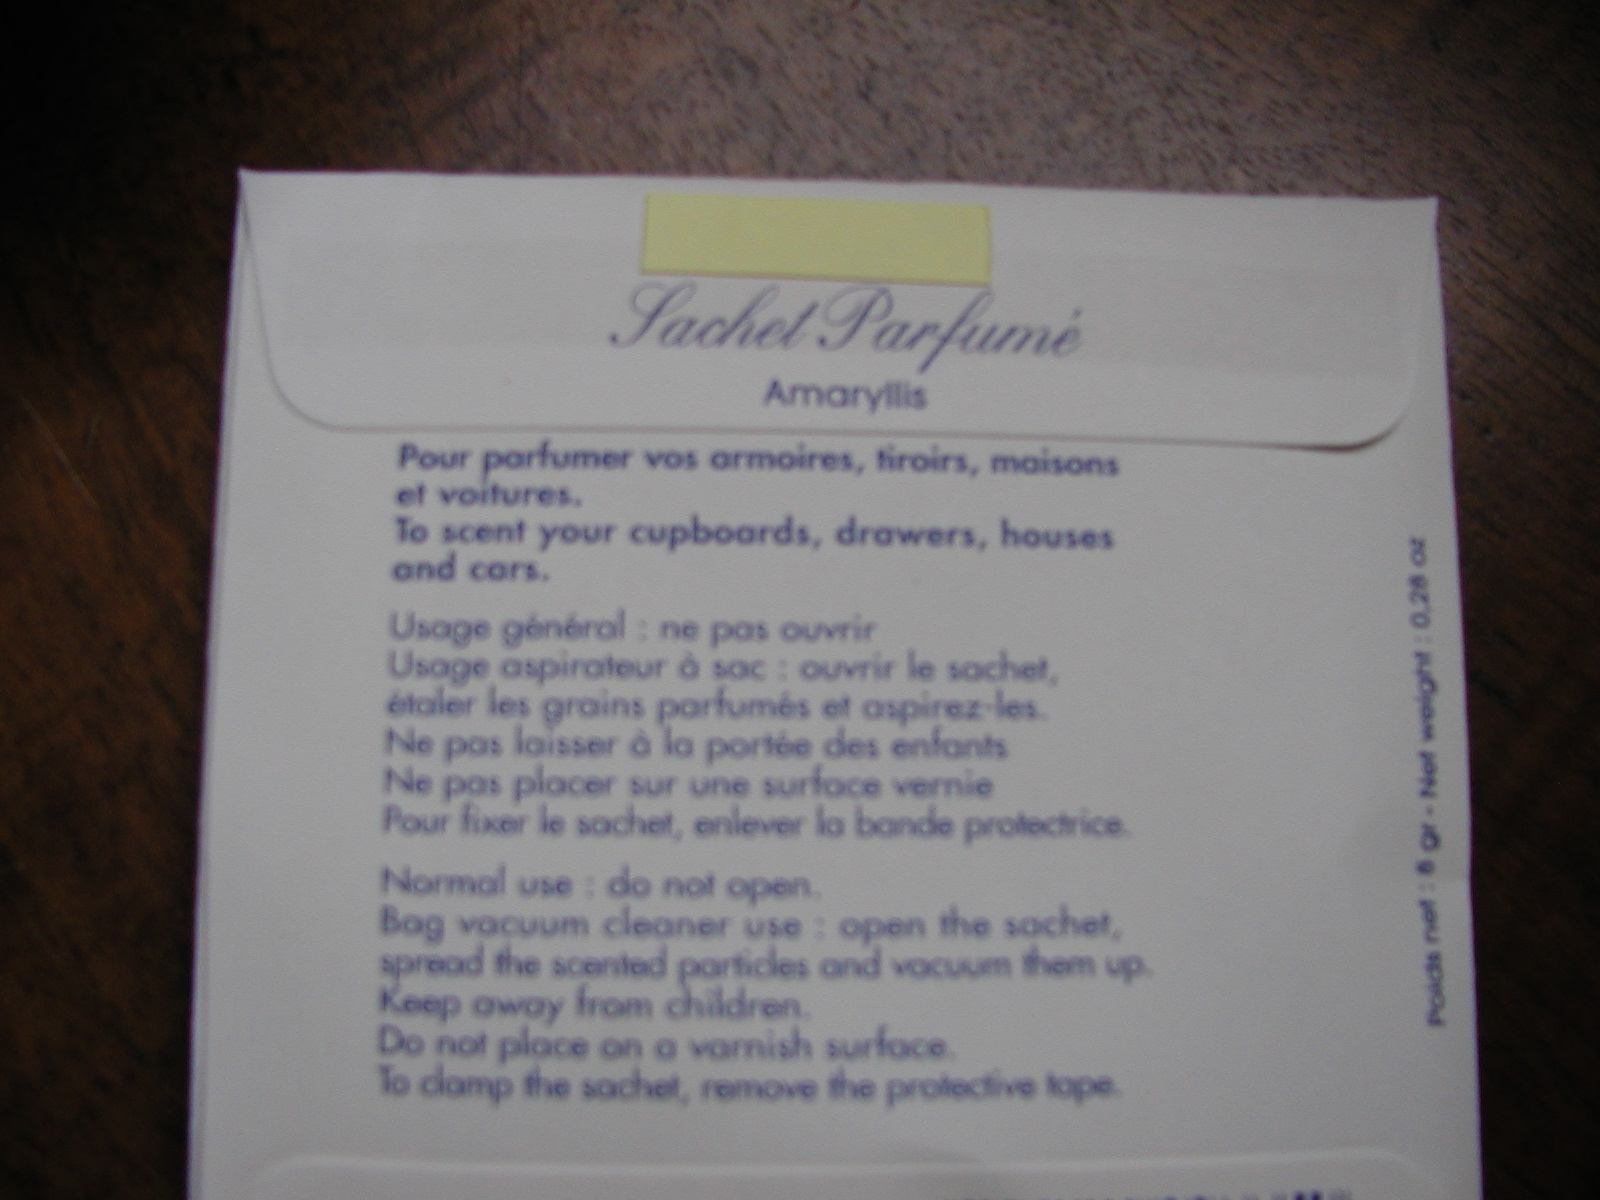 Sachet Parfumé
Amaryllis
Pour parfumer vos armoires, tiroirs, maisons
et voitures.
To scent your cupboards, drawers, houses
and cars.
Usage général : ne pas ouvrir
Usage aspirateur à sac : ouvrir le sachet,
étaler les grains parfumés et aspirez-les.
Ne pas laisser à la portée des enfants
Ne pas placer sur une surface vernie
Pour fixer le sachet, enlever la bande protectrice.
Normal use : do not open.
Bag vacuum cleaner use : open the sachet,
spread the scented particles and vacuum them up.
Keep away from children.
Do not place on a varnish surface.
To clamp the sachet, remove the protective tape.
Poids net : 8 gr - Net weight : 0,28 oz